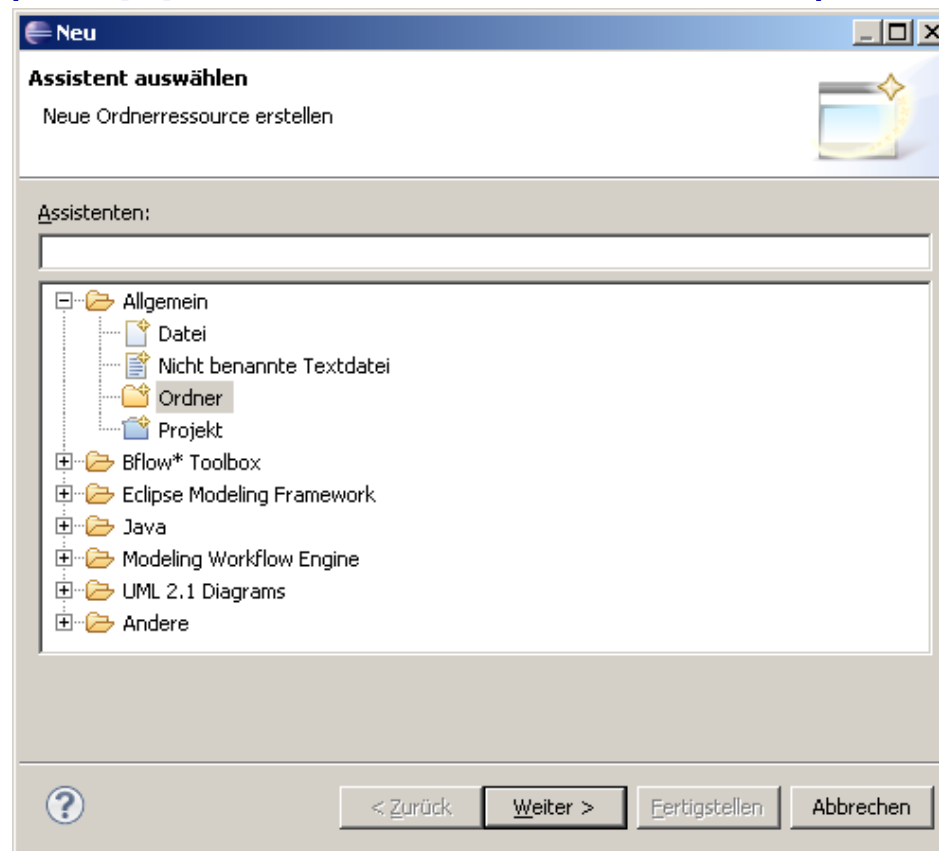 Neu
Assistent auswählen
Neue Ordnerressource erstellen
Assistenten:
Allgemein
Datei
Nicht benannte Textdatei
Ordner
Projekt
Bflow* Toolbox
Eclipse Modeling Framework
Java
Modeling Workflow Engine
UML 2.1 Diagrams
Andere
? < Zurück Weiter > Fertigstellen Abbrechen